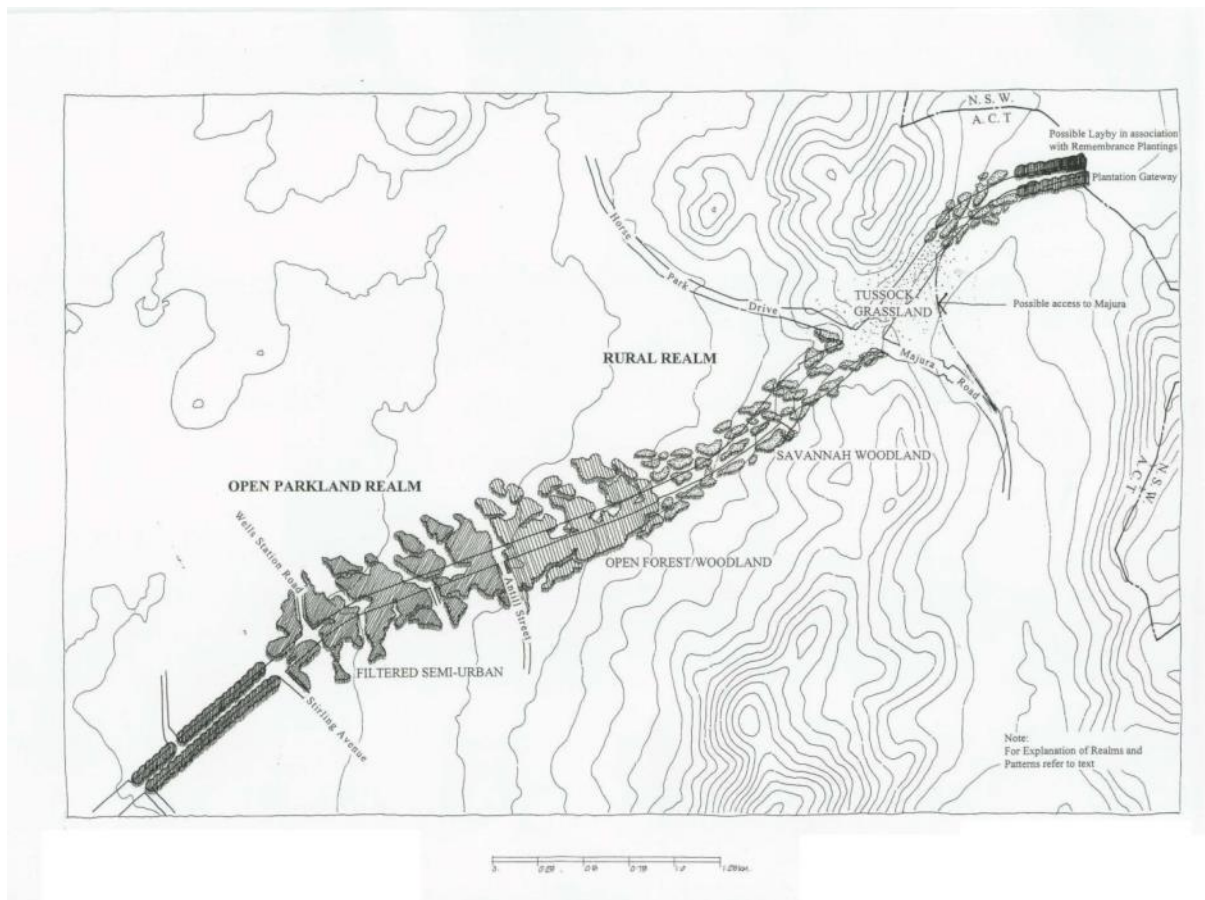 N. S. W.
A. C. T
Possible Layby in association
with Remembrance Plantings
Plantation Gateway
Horse Park Drive
TUSSOCK
GRASSLAND
Possible access to Majura
RURAL REALM
Majura Road
SAVANNAH WOODLAND
N. S. W.
A. C. T
OPEN PARKLAND REALM
Wells Station Road
OPEN FOREST/WOODLAND
Antill Street
FILTERED SEMI-URBAN
Stirling Avenue
Note:
For Explanation of Realms and
Patterns refer to text